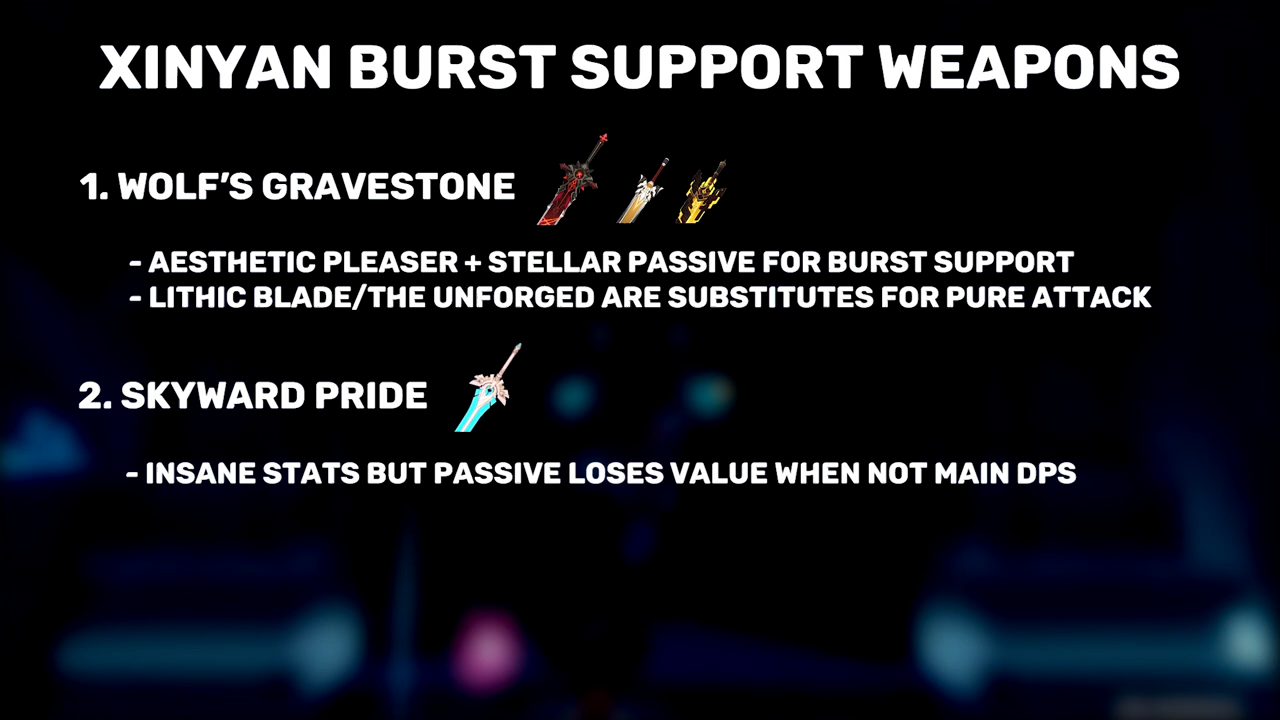 XINYAN BURST SUPPORT WEAPONS
1. WOLF'S GRAVESTONE
- AESTHETIC PLEASER + STELLAR PASSIVE FOR BURST SUPPORT
- LITHIC BLADE/THE UNFORGED ARE SUBSTITUTES FOR PURE ATTACK
2. SKYWARD PRIDE
- INSANE STATS BUT PASSIVE LOSES VALUE WHEN NOT MAIN DPS